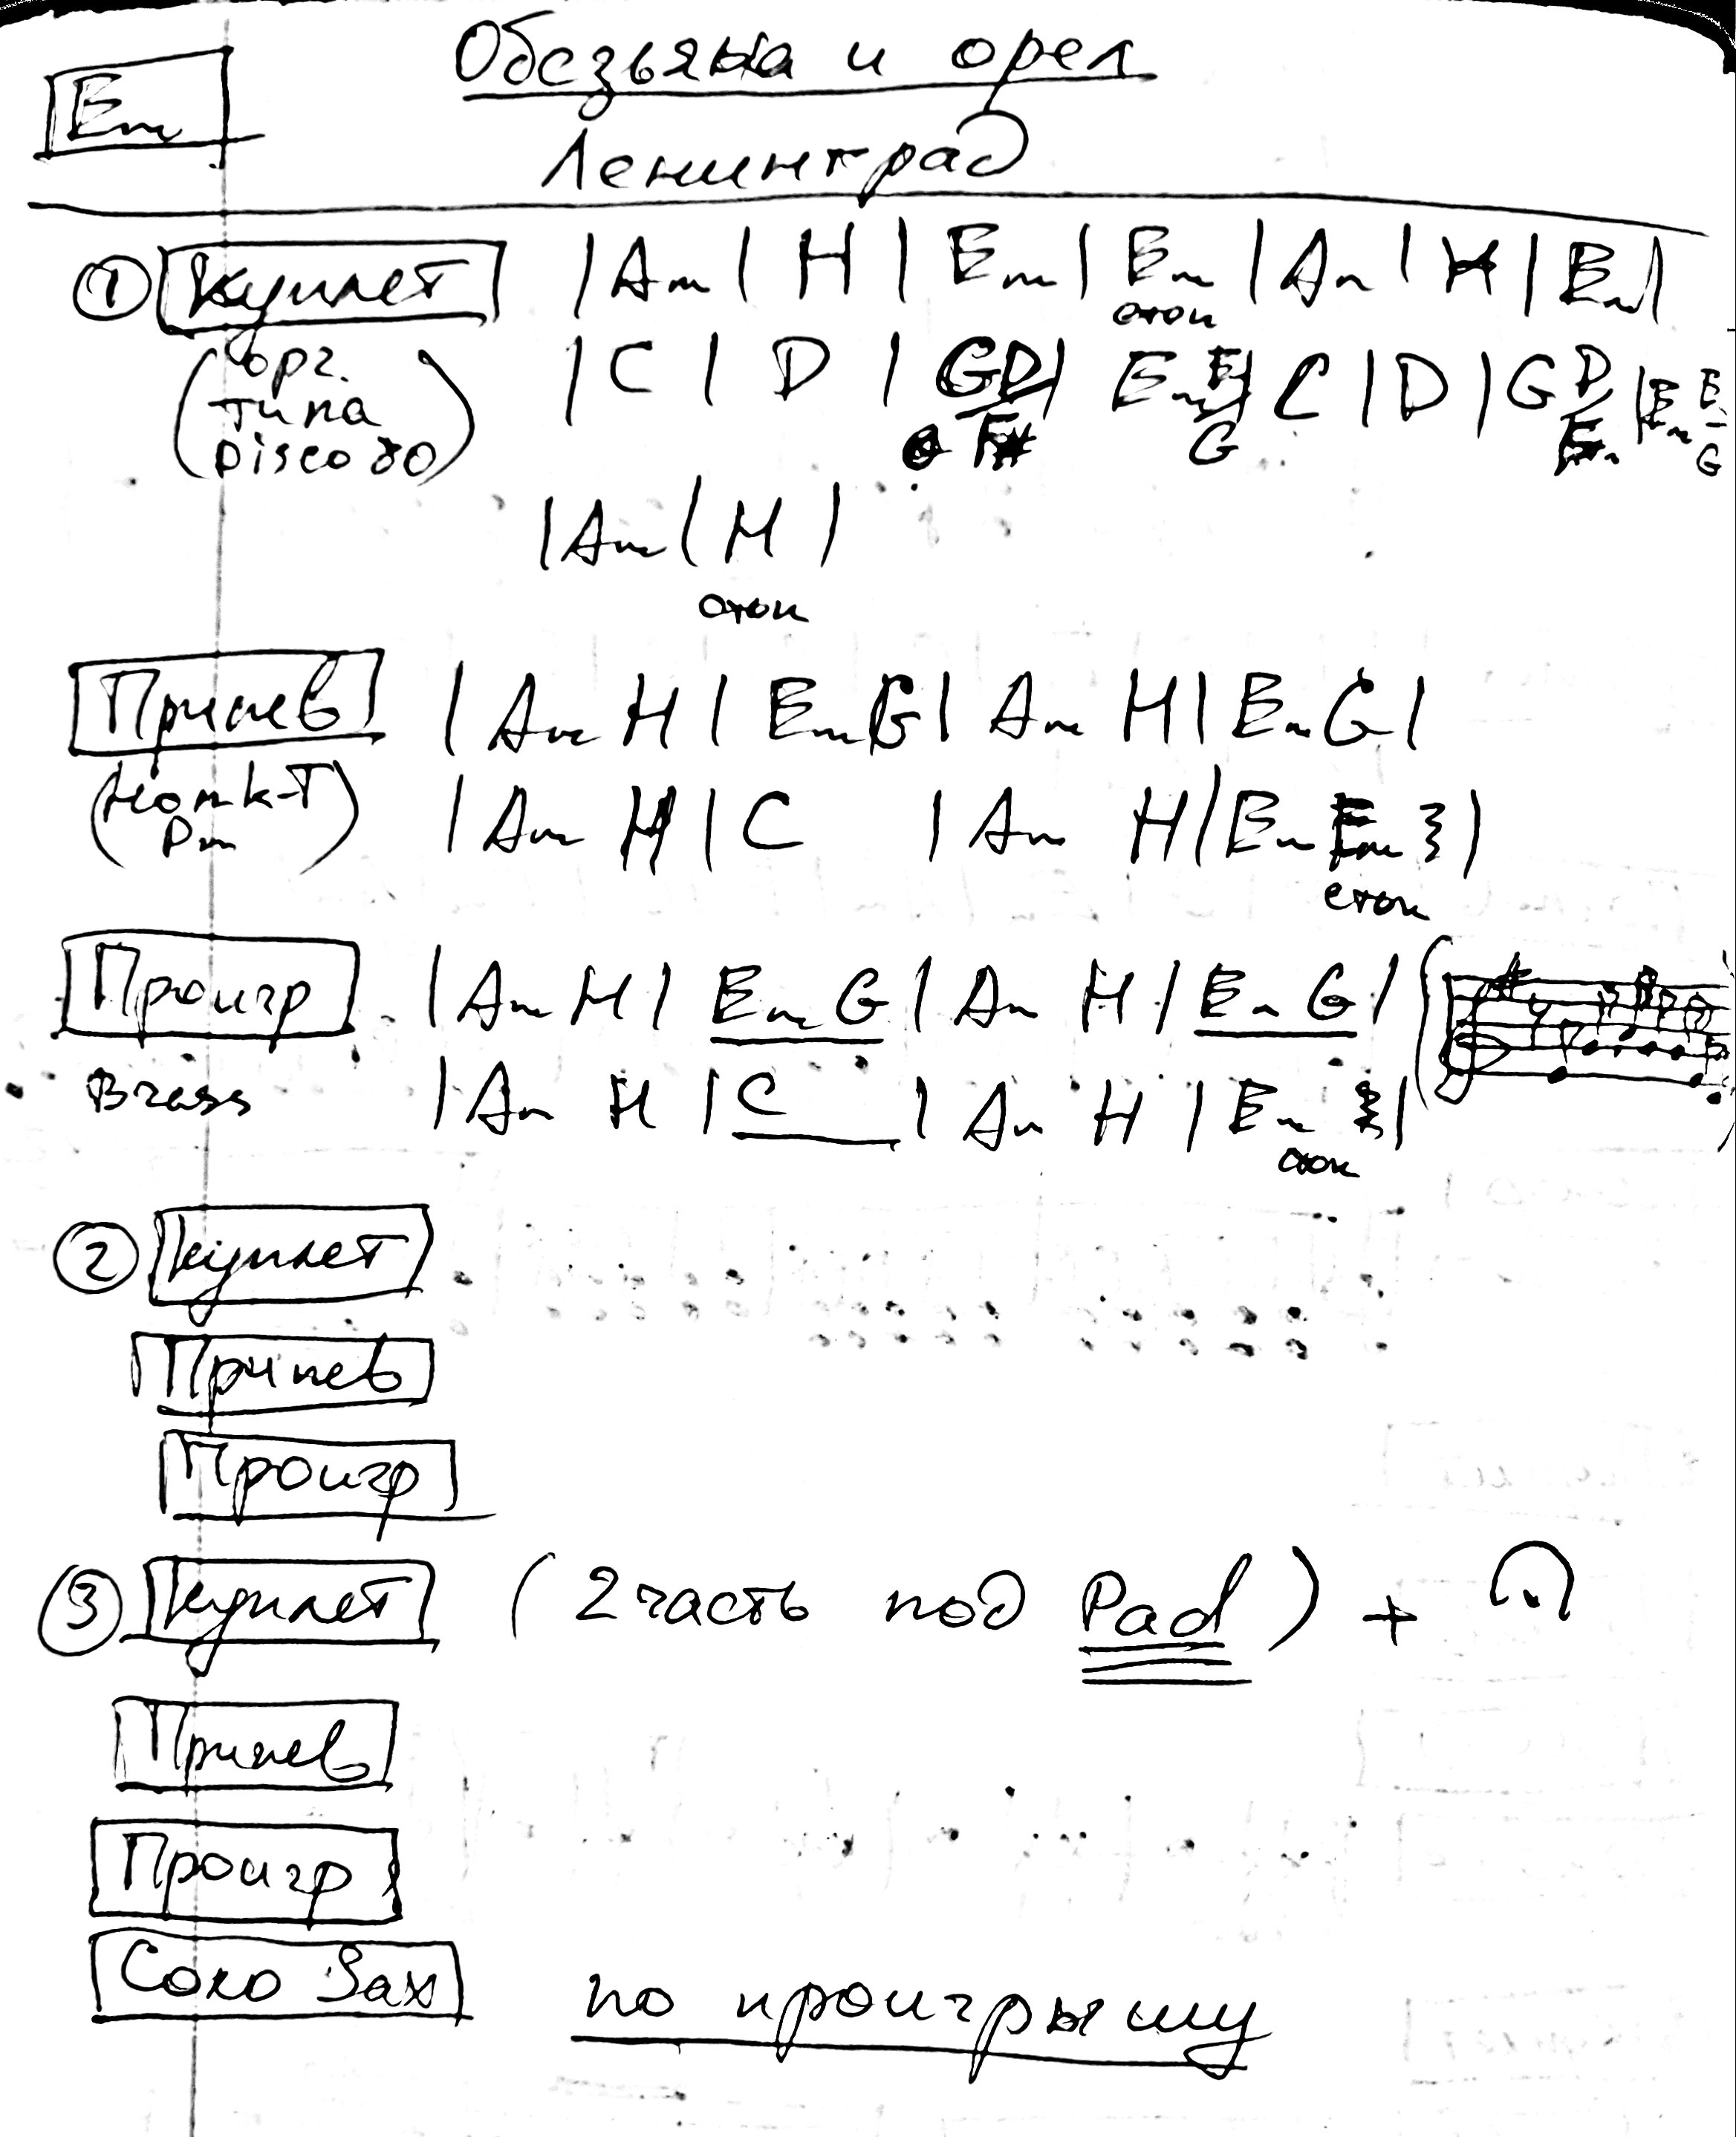 Обезьяна и орел
Em
Ленинград
① Куплет |Am | H | Em | Em | Am | H | Em|
стоп
(орг. типа Disco 80) | C | D | G D/F# | Em E/G | C | D | G D/F# | Em E/G
|Am | H |
стоп
Припев | Am H | Em G | Am H | Em G |
| Am H | C | Am H | Em Em 𝄽 |
Dm
стоп
Проигр | Am H | Em G | Am H | Em G |
Brass | Am H | C | Am H | Em 𝄽 |
стоп
② Куплет
Припев
Проигр
③ Куплет ( 2 часть под Pad ) + 𝄐
Припев
Проигр
Соло Sax по проигрышу